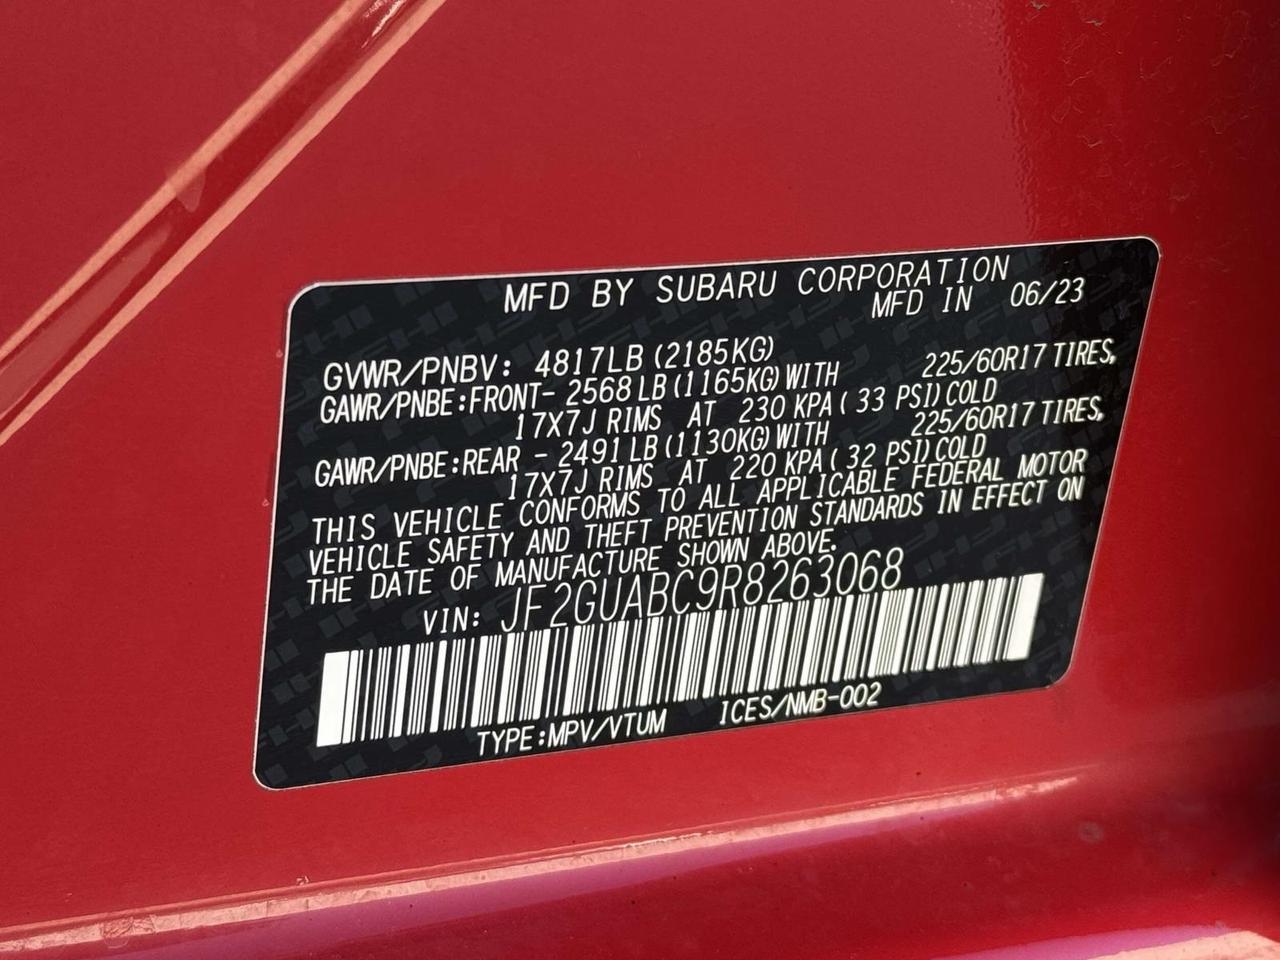 MFD BY SUBARU CORPORATION
MFD IN 06/23
GVWR/PNBV: 4817LB (2185KG)
GAWR/PNBE:FRONT- 2568 LB (1165KG) WITH 225/60R17 TIRES,
17X7J RIMS AT 230 KPA ( 33 PSI) COLD
GAWR/PNBE:REAR - 2491 LB (1130KG) WITH 225/60R17 TIRES,
17X7J RIMS AT 220 KPA ( 32 PSI) COLD
THIS VEHICLE CONFORMS TO ALL APPLICABLE FEDERAL MOTOR
VEHICLE SAFETY AND THEFT PREVENTION STANDARDS IN EFFECT ON
THE DATE OF MANUFACTURE SHOWN ABOVE.
VIN: JF2GUABC9R8263068
TYPE:MPV/VTUM ICES/NMB-002